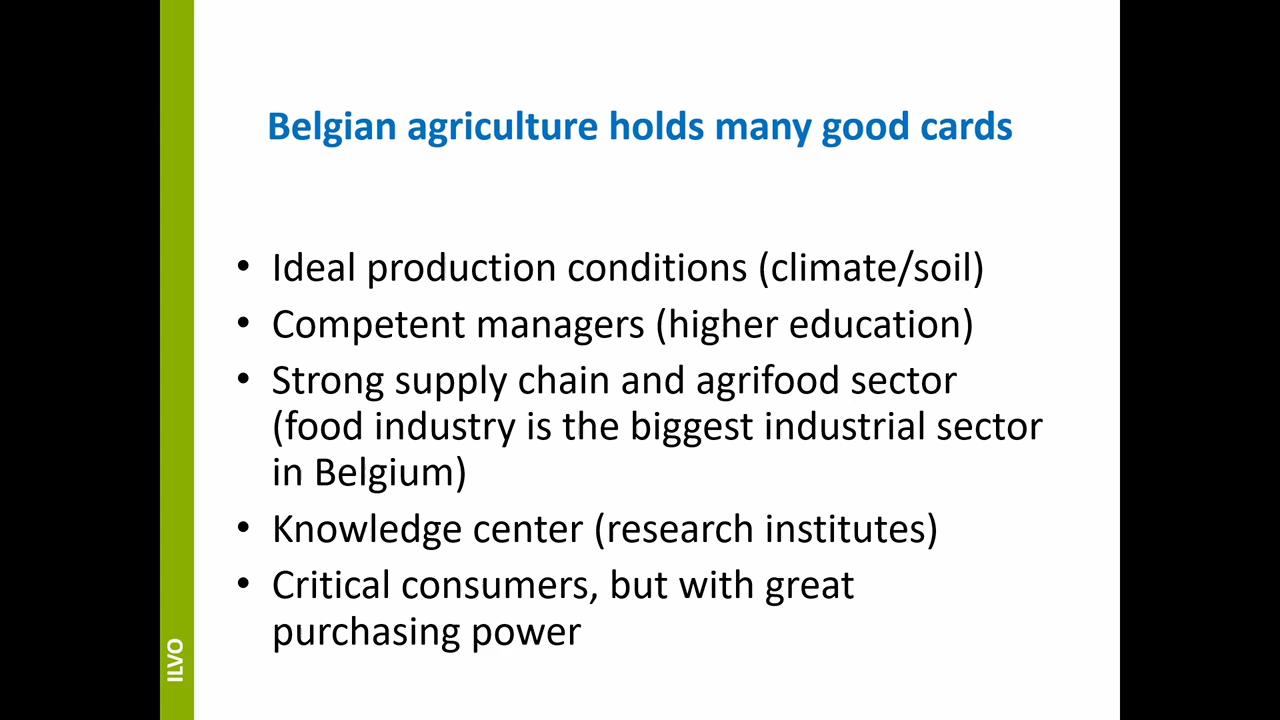 Belgian agriculture holds many good cards
• Ideal production conditions (climate/soil)
• Competent managers (higher education)
• Strong supply chain and agrifood sector
(food industry is the biggest industrial sector
in Belgium)
• Knowledge center (research institutes)
• Critical consumers, but with great
purchasing power
ILVO